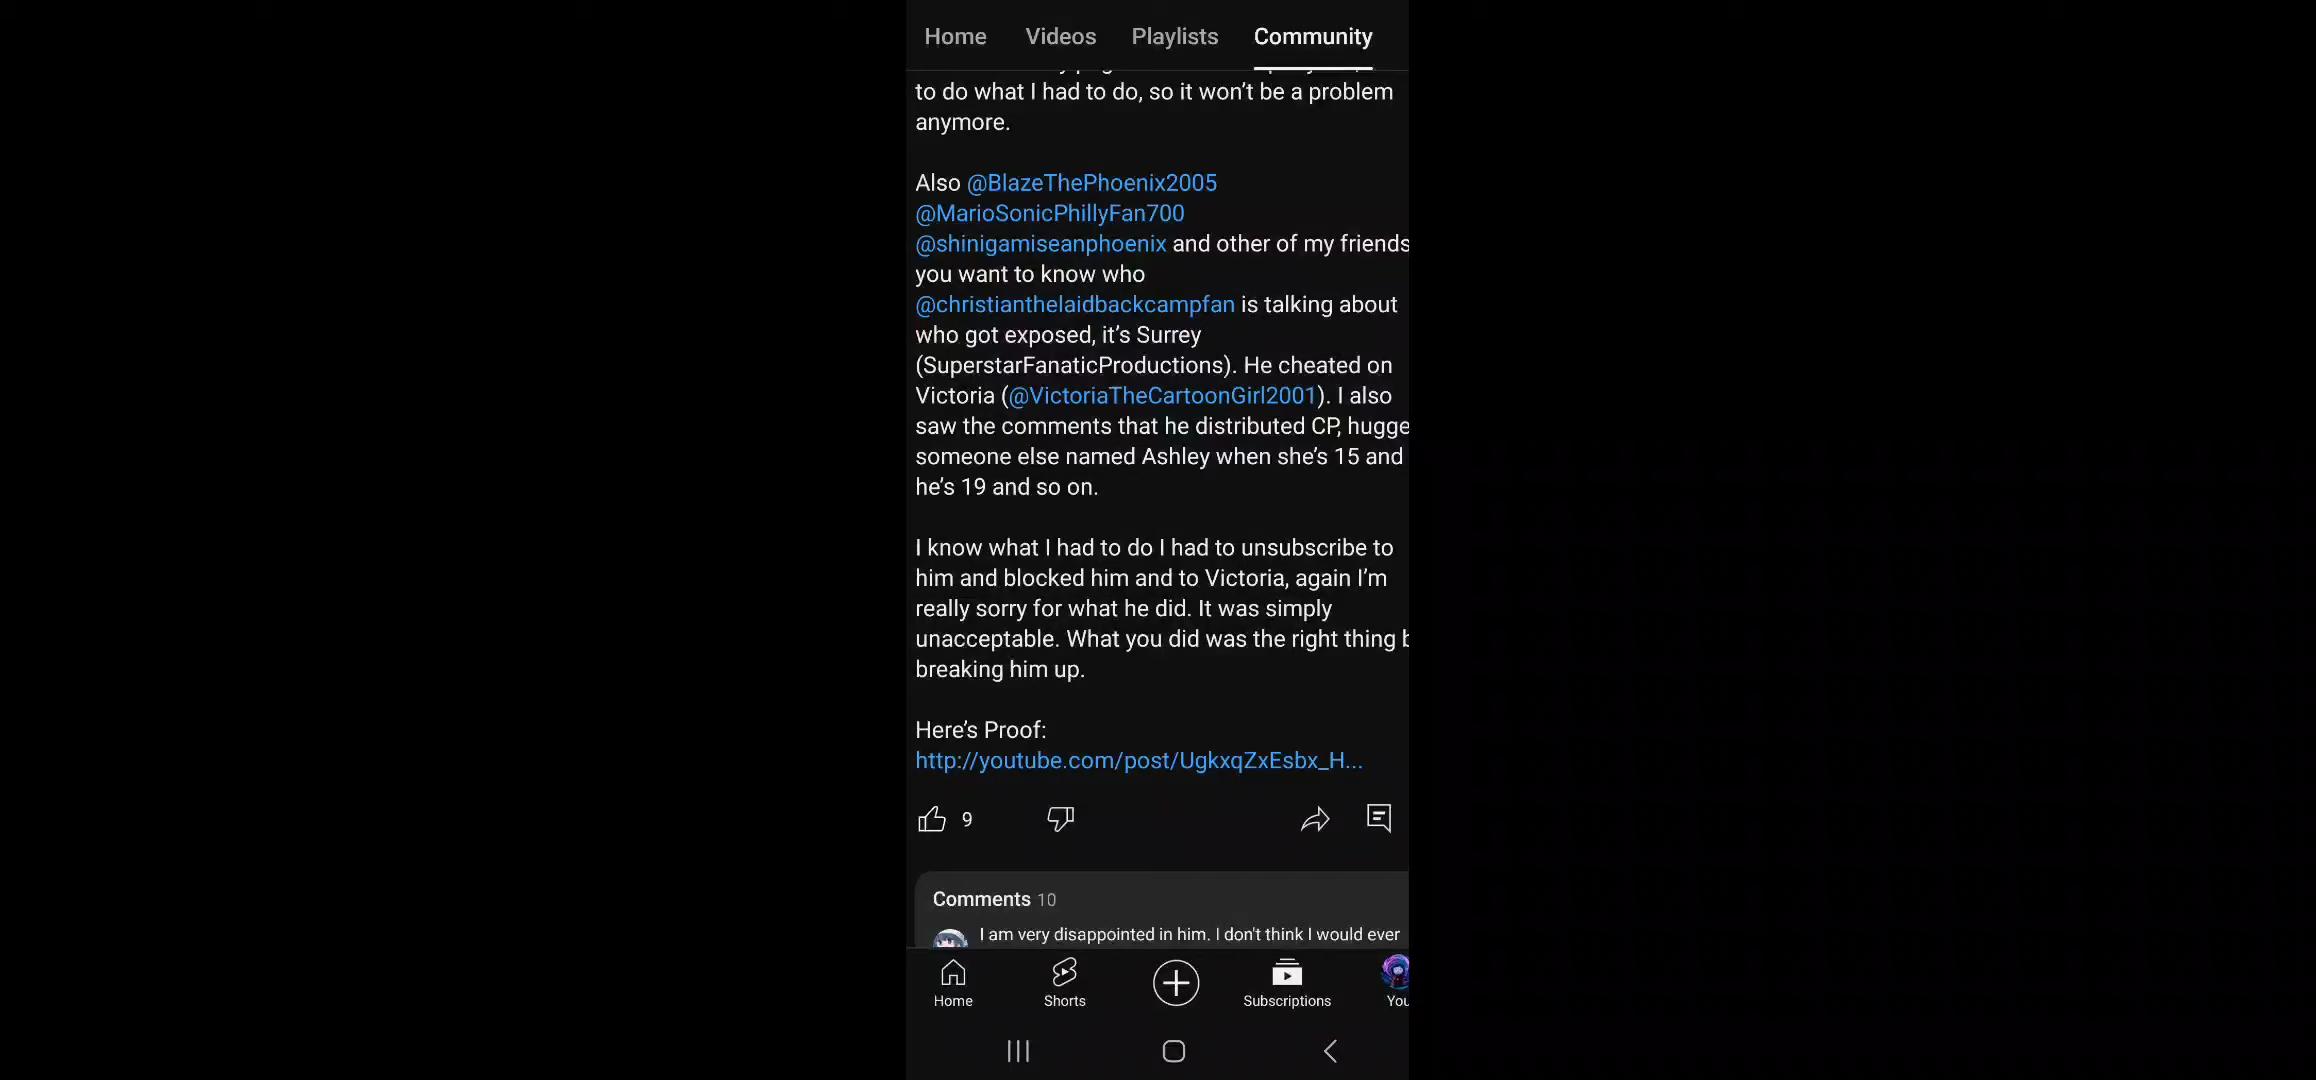 Home Videos Playlists Community
to do what I had to do, so it won't be a problem
anymore.
Also @BlazeThePhoenix2005
@MarioSonicPhillyFan700
@shinigamiseanphoenix and other of my friends
you want to know who
@christianthelaidbackcampfan is talking about
who got exposed, it's Surrey
(SuperstarFanaticProductions). He cheated on
Victoria (@VictoriaTheCartoonGirl2001). I also
saw the comments that he distributed CP, hugge
someone else named Ashley when she's 15 and
he's 19 and so on.
I know what I had to do I had to unsubscribe to
him and blocked him and to Victoria, again I'm
really sorry for what he did. It was simply
unacceptable. What you did was the right thing b
breaking him up.
Here's Proof:
http://youtube.com/post/UgkxqZxEsbx_H...
9
Comments 10
I am very disappointed in him. I don't think I would ever
Home Shorts Subscriptions You